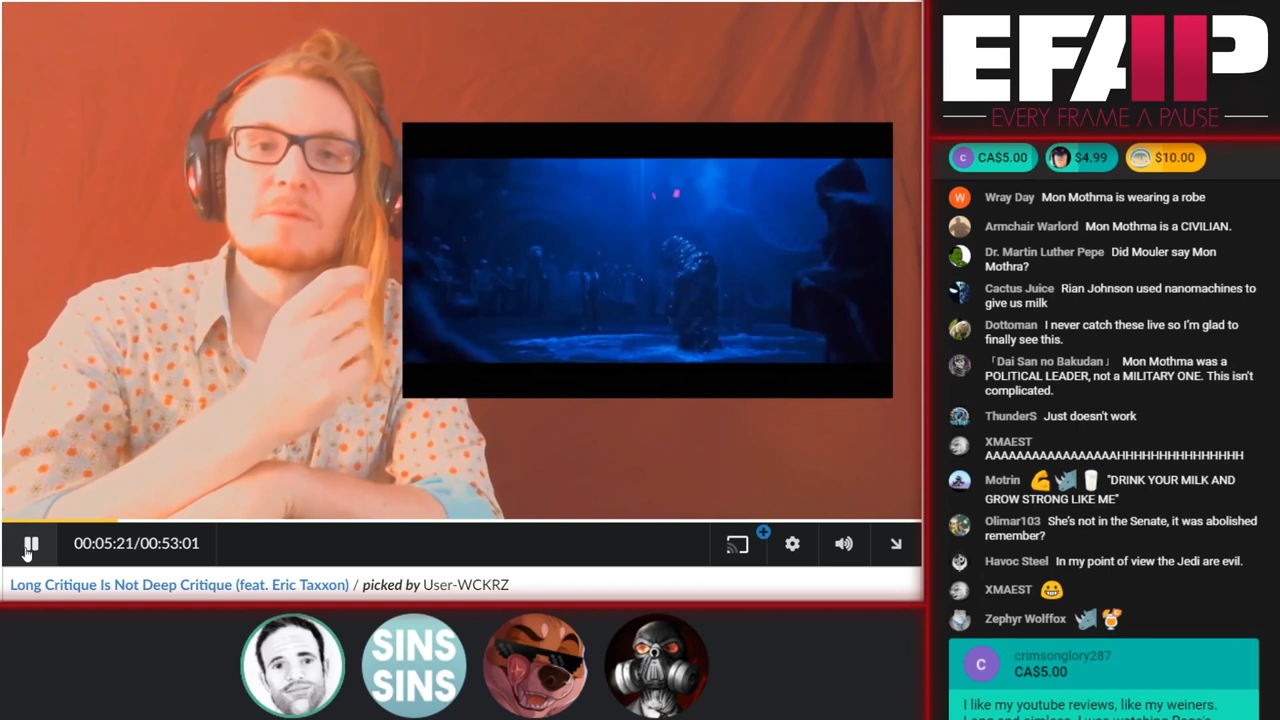 EFAP
EVERY FRAME A PAUSE
C CA$5.00 $4.99 $10.00
W Wray Day Mon Mothma is wearing a robe
Armchair Warlord Mon Mothma is a CIVILIAN.
Dr. Martin Luther Pepe Did Mouler say Mon
Mothra?
Cactus Juice Rian Johnson used nanomachines to
give us milk
Dottoman I never catch these live so I'm glad to
finally see this.
「Dai San no Bakudan」 Mon Mothma was a
POLITICAL LEADER, not a MILITARY ONE. This isn't
complicated.
ThunderS Just doesn't work
XMAEST
AAAAAAAAAAAAAAAAAHHHHHHHHHHHHHHHH
Motrin "DRINK YOUR MILK AND
GROW STRONG LIKE ME"
Olimar103 She's not in the Senate, it was abolished
remember?
Havoc Steel In my point of view the Jedi are evil.
XMAEST
Zephyr Wolffox
C crimsonglory287
CA$5.00
I like my youtube reviews, like my weiners.
00:05:21/00:53:01
Long Critique Is Not Deep Critique (feat. Eric Taxxon) / picked by User-WCKRZ
SINS
SINS